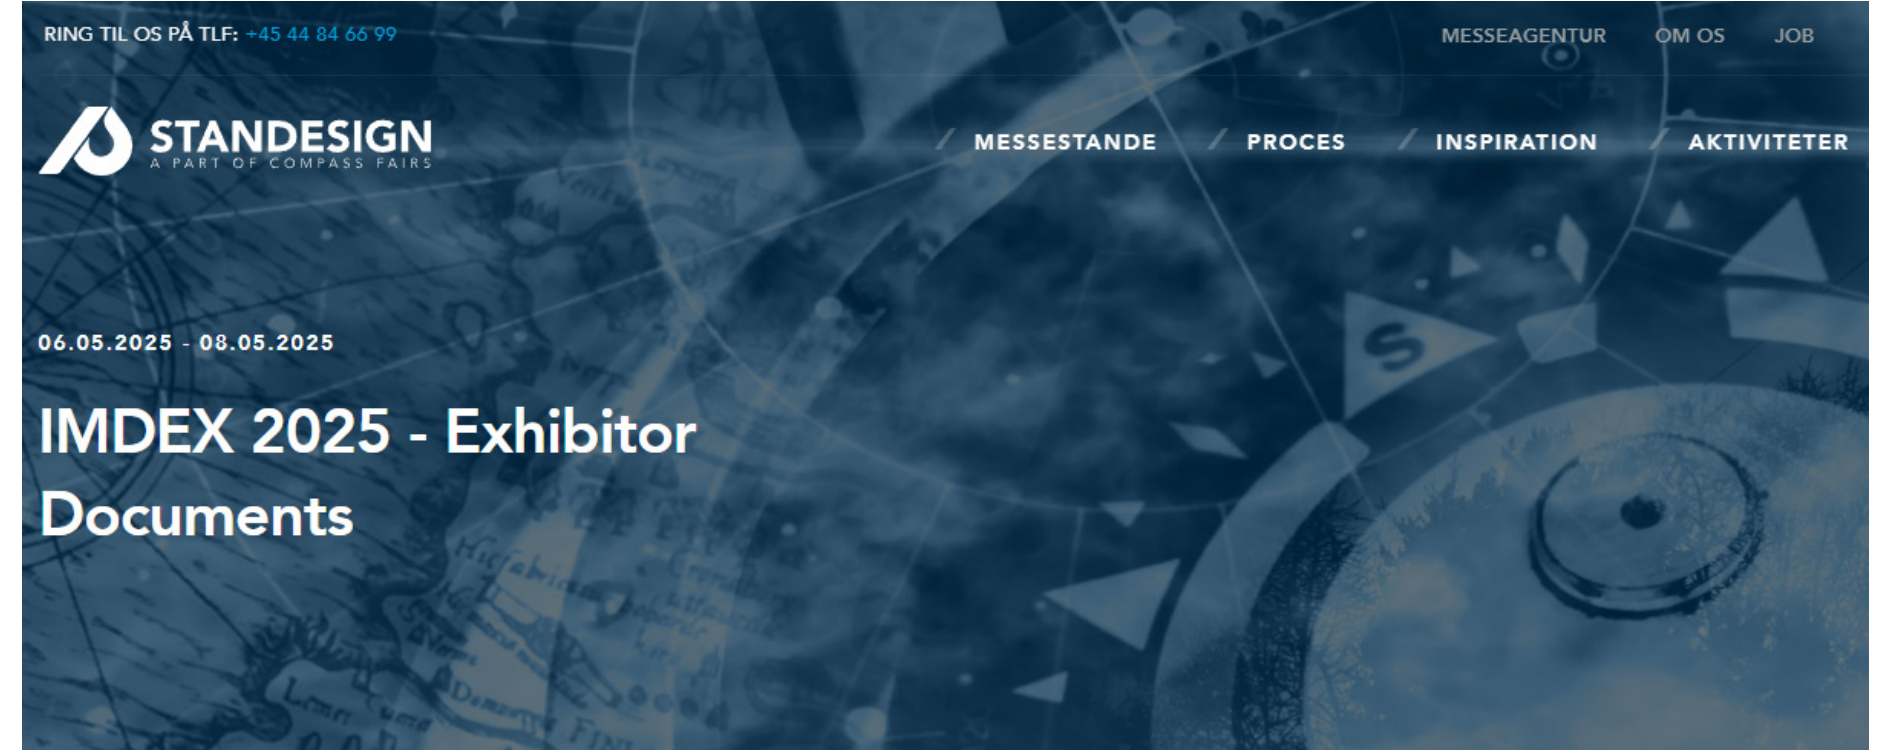 RING TIL OS PÅ TLF: +45 44 84 66 99
MESSEAGENTUR OM OS JOB
STANDESIGN
A PART OF COMPASS FAIRS
/ MESSESTANDE / PROCES / INSPIRATION / AKTIVITETER
S
06.05.2025 - 08.05.2025
IMDEX 2025 - Exhibitor
Documents